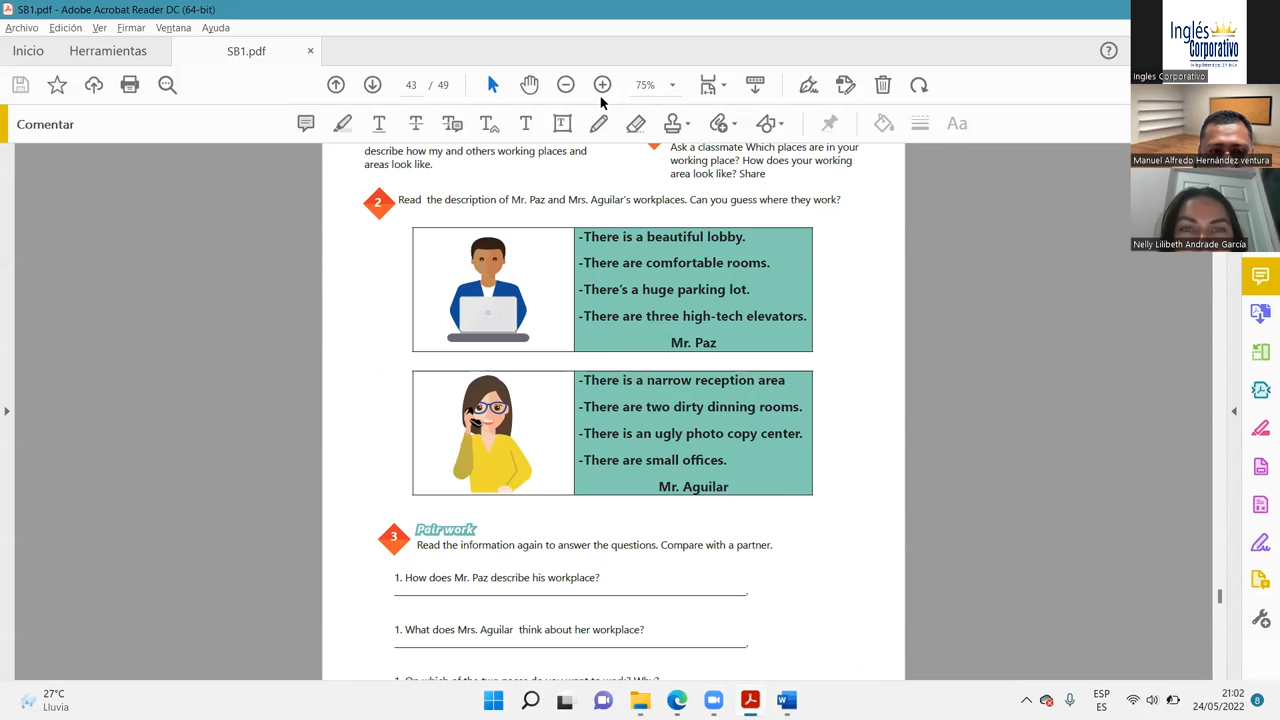 SB1.pdf - Adobe Acrobat Reader DC (64-bit)
Archivo Edición Ver Firmar Ventana Ayuda
Inicio Herramientas SB1.pdf ×
43 / 49 75%
Comentar
describe how my and others working places and
areas look like.
Ask a classmate Which places are in your
working place? How does your working
area look like? Share
2 Read the description of Mr. Paz and Mrs. Aguilar's workplaces. Can you guess where they work?
-There is a beautiful lobby.
-There are comfortable rooms.
-There's a huge parking lot.
-There are three high-tech elevators.
Mr. Paz
-There is a narrow reception area
-There are two dirty dinning rooms.
-There is an ugly photo copy center.
-There are small offices.
Mr. Aguilar
3 Pair work
Read the information again to answer the questions. Compare with a partner.
1. How does Mr. Paz describe his workplace?
1. What does Mrs. Aguilar think about her workplace?
Inglés
Corporativo
Ingles Corporativo
Manuel Alfredo Hernández ventura
Nelly Lilibeth Andrade García
27°C
Lluvia
ESP
ES
21:02
24/05/2022
8